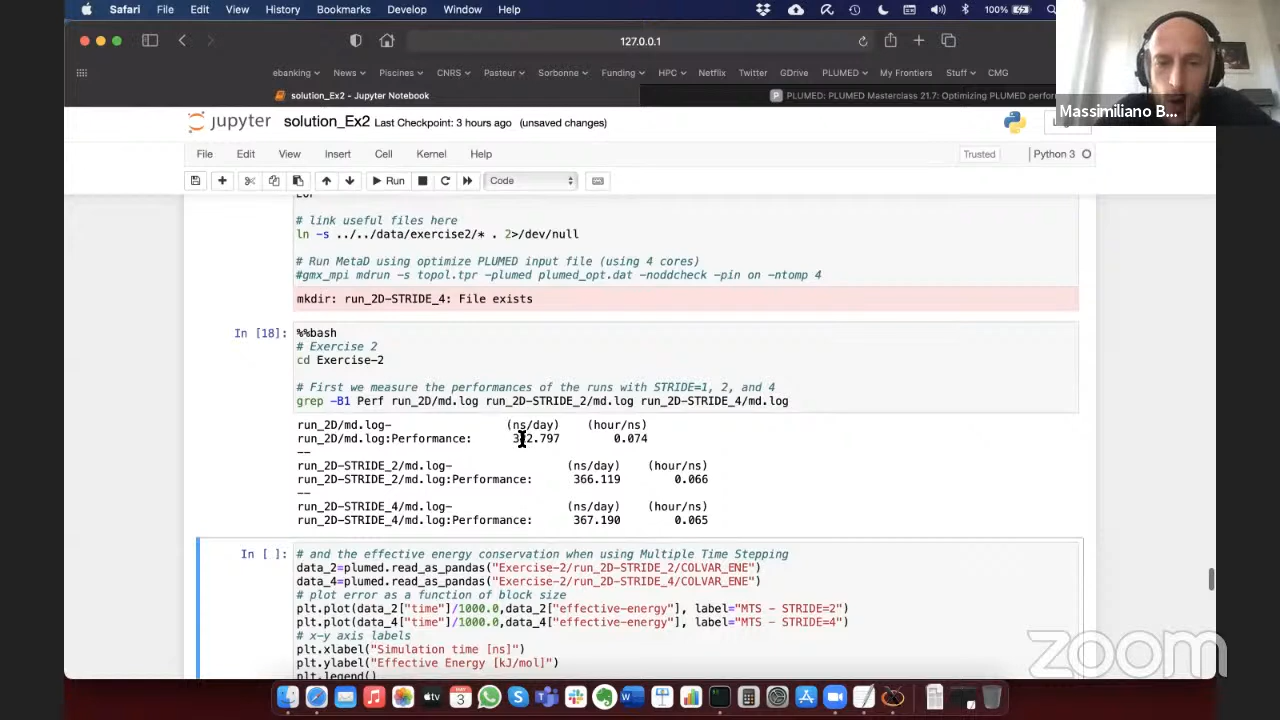 Safari File Edit View History Bookmarks Develop Window Help 100%
127.0.0.1
ebanking News Piscines CNRS Pasteur Sorbonne Funding HPC Netflix Twitter GDrive PLUMED My Frontiers Stuff CMG
solution_Ex2 - Jupyter Notebook
PLUMED: PLUMED Masterclass 21.7: Optimizing PLUMED perfor
Massimiliano B...
jupyter solution_Ex2 Last Checkpoint: 3 hours ago (unsaved changes)
File Edit View Insert Cell Kernel Help Trusted Python 3
Run Code
# link useful files here
ln -s ../../data/exercise2/* . 2>/dev/null
# Run MetaD using optimize PLUMED input file (using 4 cores)
#gmx_mpi mdrun -s topol.tpr -plumed plumed_opt.dat -noddcheck -pin on -ntomp 4
mkdir: run_2D-STRIDE_4: File exists
In [18]: %%bash
# Exercise 2
cd Exercise-2
# First we measure the performances of the runs with STRIDE=1, 2, and 4
grep -B1 Perf run_2D/md.log run_2D-STRIDE_2/md.log run_2D-STRIDE_4/md.log
run_2D/md.log- (ns/day) (hour/ns)
run_2D/md.log:Performance: 0.074
--
run_2D-STRIDE_2/md.log- (ns/day) (hour/ns)
run_2D-STRIDE_2/md.log:Performance: 366.119 0.066
--
run_2D-STRIDE_4/md.log- (ns/day) (hour/ns)
run_2D-STRIDE_4/md.log:Performance: 367.190 0.065
In [ ]: # and the effective energy conservation when using Multiple Time Stepping
data_2=plumed.read_as_pandas("Exercise-2/run_2D-STRIDE_2/COLVAR_ENE")
data_4=plumed.read_as_pandas("Exercise-2/run_2D-STRIDE_4/COLVAR_ENE")
# plot error as a function of block size
plt.plot(data_2["time"]/1000.0,data_2["effective-energy"], label="MTS - STRIDE=2")
plt.plot(data_4["time"]/1000.0,data_4["effective-energy"], label="MTS - STRIDE=4")
# x-y axis labels
plt.xlabel("Simulation time [ns]")
plt.ylabel("Effective Energy [kJ/mol]")
plt.legend()
zoom